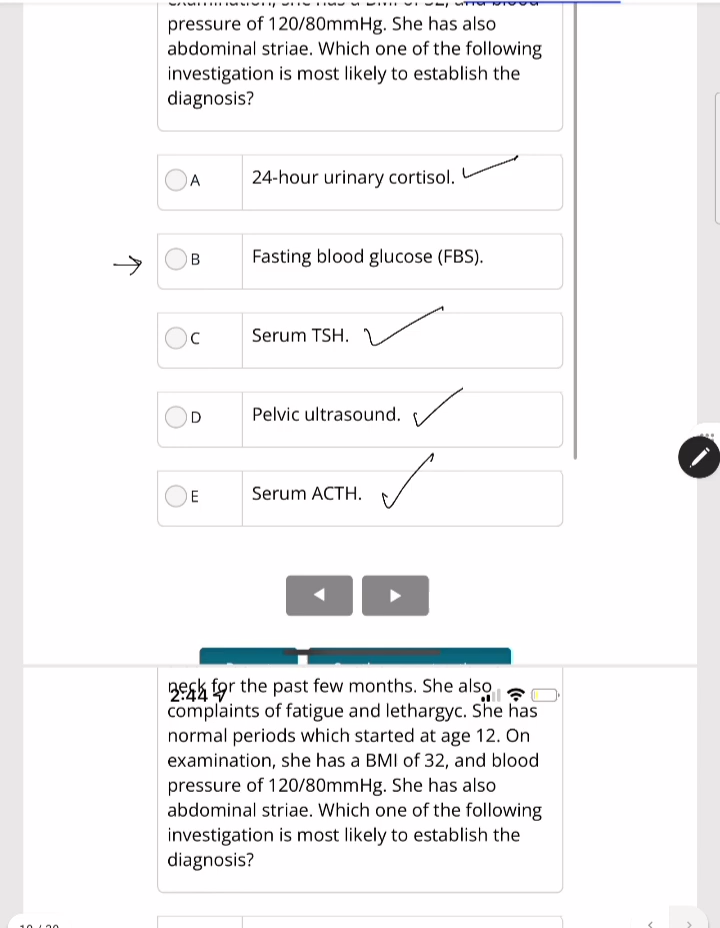 pressure of 120/80mmHg. She has also
abdominal striae. Which one of the following
investigation is most likely to establish the
diagnosis?
A 24-hour urinary cortisol.
B Fasting blood glucose (FBS).
C Serum TSH.
D Pelvic ultrasound.
E Serum ACTH.
neck for the past few months. She also
2:44
complaints of fatigue and lethargyc. She has
normal periods which started at age 12. On
examination, she has a BMI of 32, and blood
pressure of 120/80mmHg. She has also
abdominal striae. Which one of the following
investigation is most likely to establish the
diagnosis?